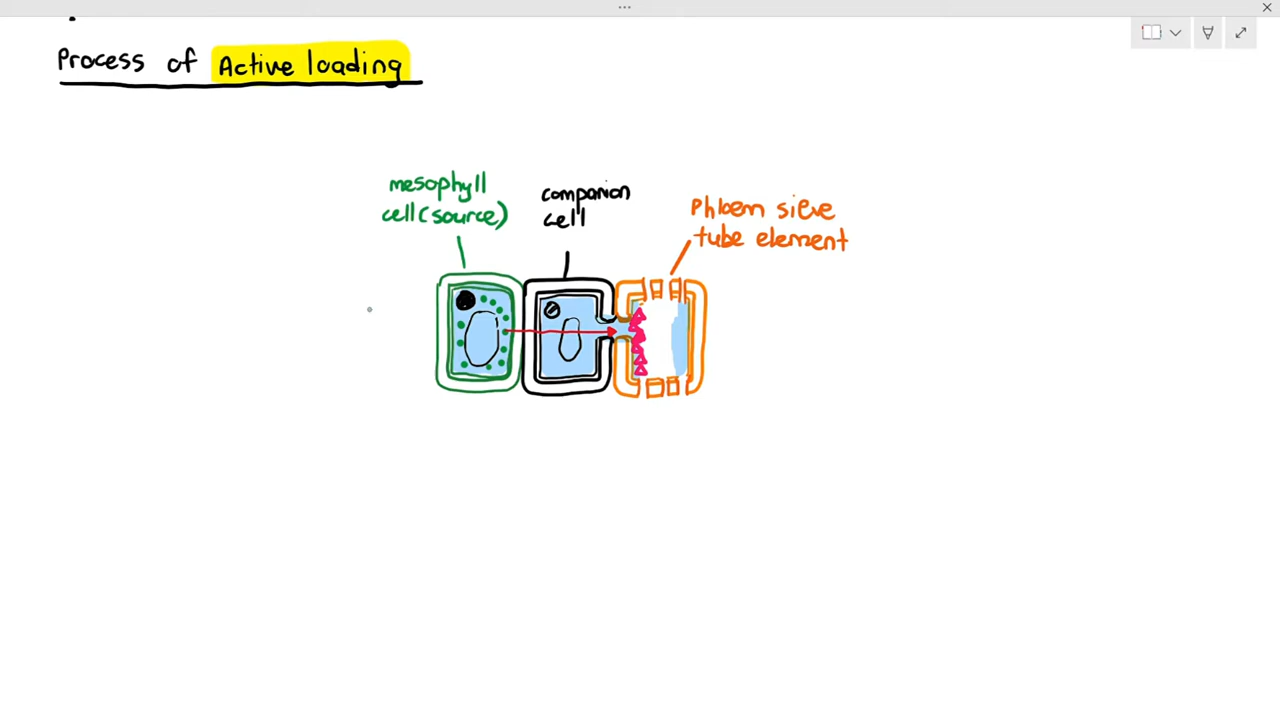 Process of Active loading
mesophyll
cell (source)
companion
cell
Phloem sieve
tube element